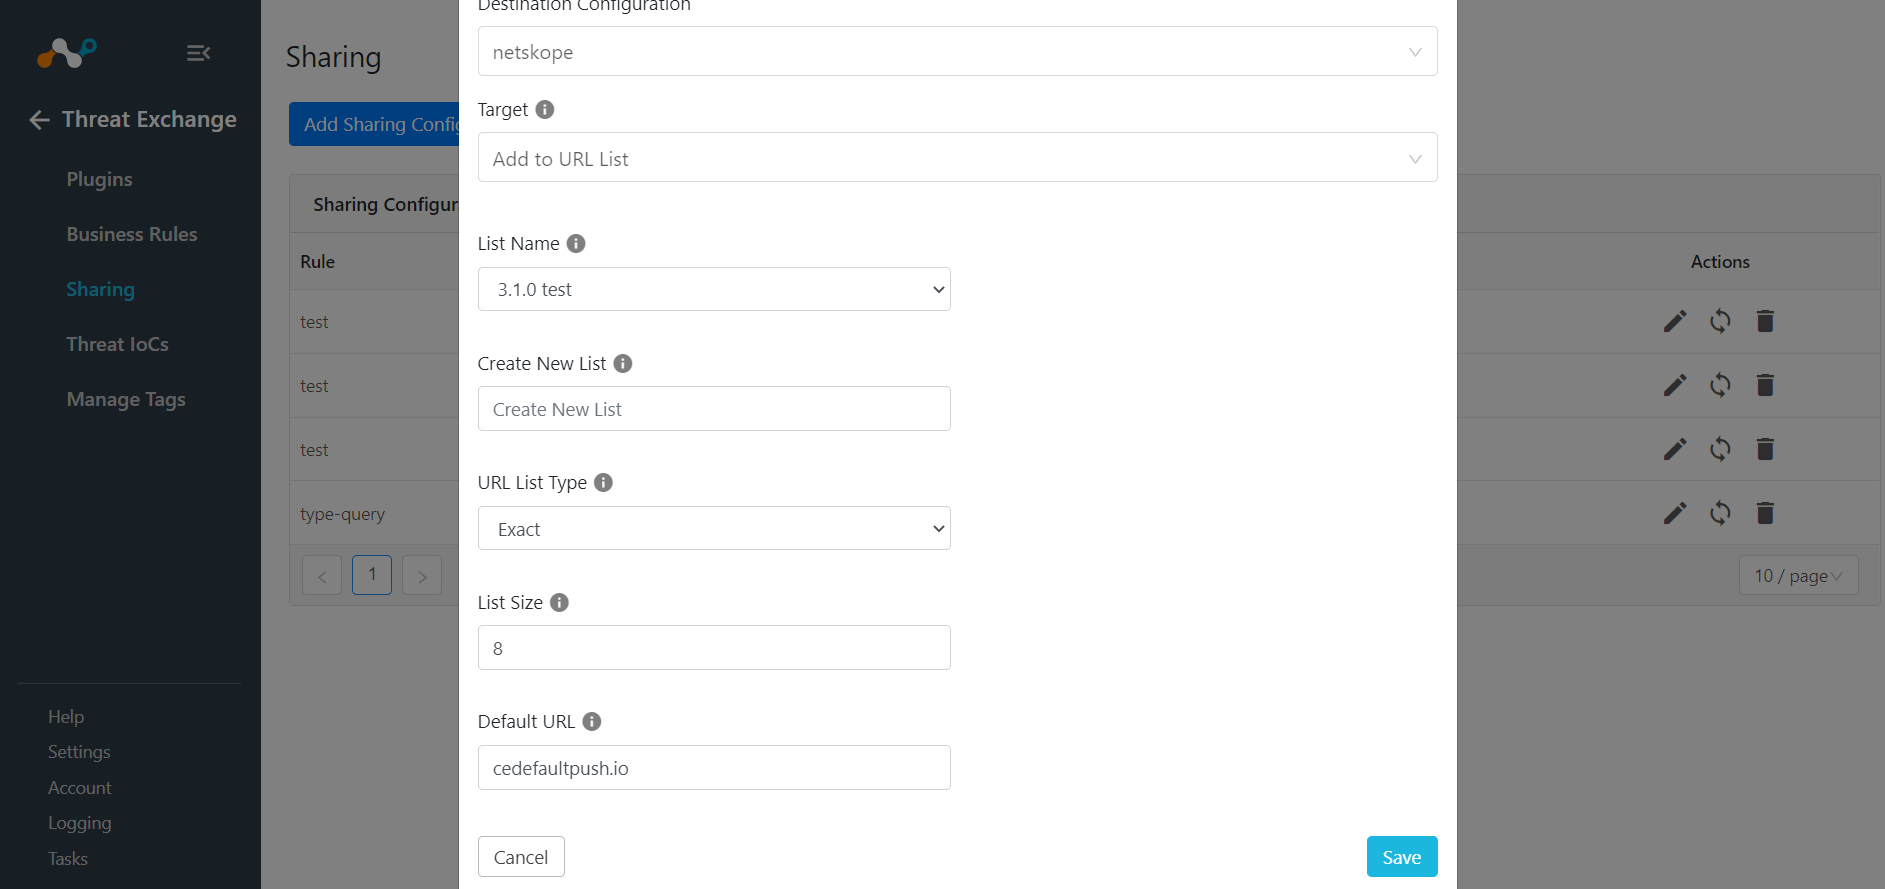 Threat Exchange
Plugins
Business Rules
Sharing
Threat IoCs
Manage Tags
Help
Settings
Account
Logging
Tasks
Sharing
Add Sharing Config
Sharing Configur
Rule
Actions
test
test
test
type-query
1
10 / page
Destination Configuration
netskope
Target
Add to URL List
List Name
3.1.0 test
Create New List
Create New List
URL List Type
Exact
List Size
8
Default URL
cedefaultpush.io
Cancel
Save